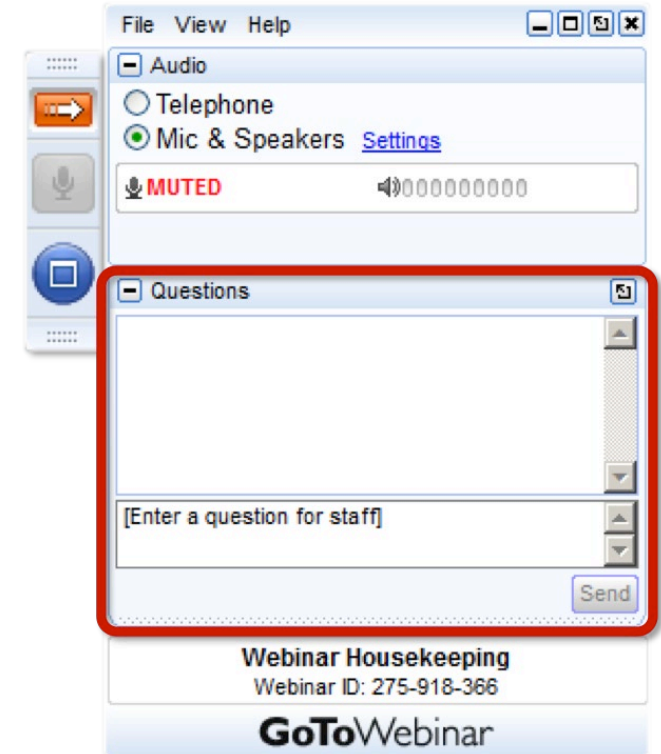 File View Help
Audio
Telephone
Mic & Speakers Settings
MUTED 000000000
Questions
[Enter a question for staff]
Send
Webinar Housekeeping
Webinar ID: 275-918-366
GoToWebinar